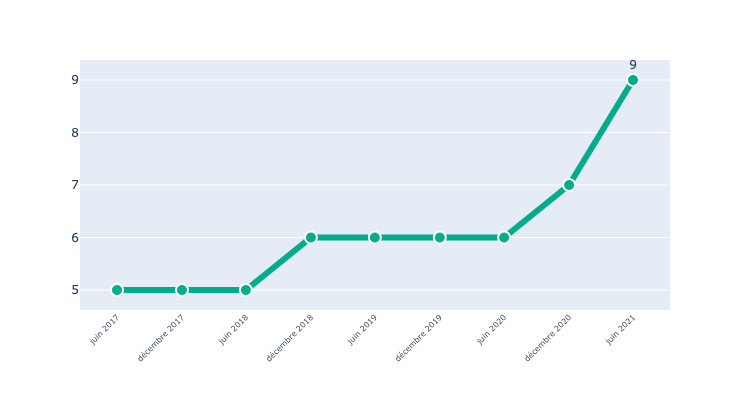 9
9
8
7
6
5
juin 2017
décembre 2017
juin 2018
décembre 2018
juin 2019
décembre 2019
juin 2020
décembre 2020
juin 2021